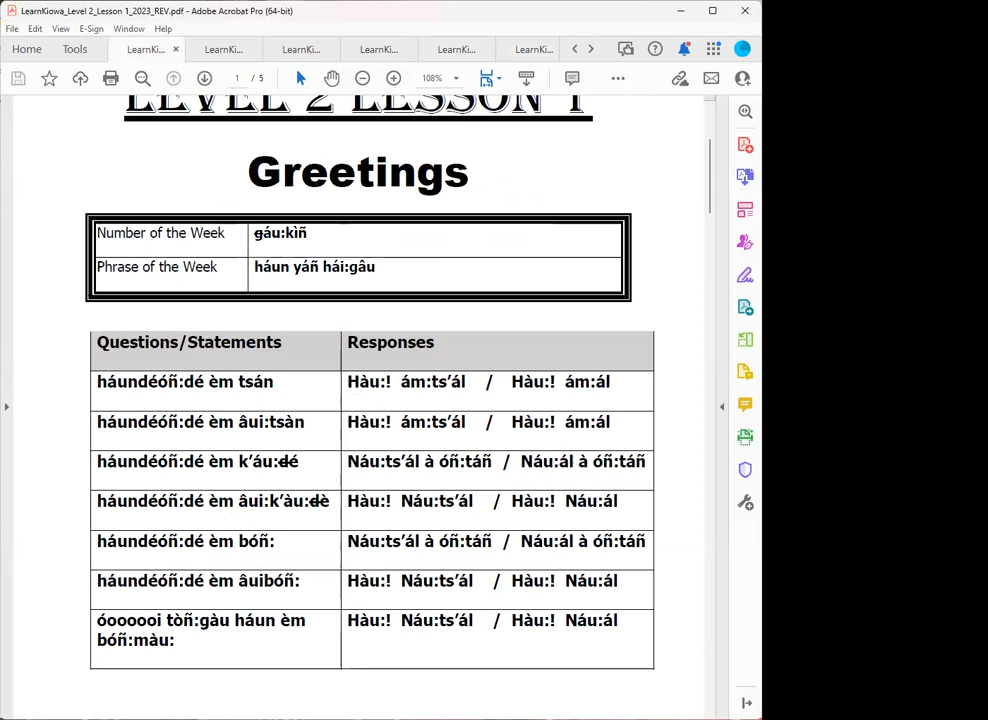 LearnKiowa_Level 2_Lesson 1_2023_REV.pdf - Adobe Acrobat Pro (64-bit)
File Edit View E-Sign Window Help
Home Tools LearnKi... LearnKi... LearnKi... LearnKi... LearnKi... LearnKi...
1 / 5 108%
LEVEL 2 LESSON 1
Greetings
Number of the Week g̶áu:kìñ
Phrase of the Week háun yáñ hái:gâu
Questions/Statements Responses
háundéóñ:dé èm tsán Hàu:! ám:ts’ál / Hàu:! ám:ál
háundéóñ:dé èm âui:tsàn Hàu:! ám:ts’ál / Hàu:! ám:ál
háundéóñ:dé èm k’áu:d̶é Náu:ts’ál à óñ:táñ / Náu:ál à óñ:táñ
háundéóñ:dé èm âui:k’àu:d̶è Hàu:! Náu:ts’ál / Hàu:! Náu:ál
háundéóñ:dé èm bóñ: Náu:ts’ál à óñ:táñ / Náu:ál à óñ:táñ
háundéóñ:dé èm âuibóñ: Hàu:! Náu:ts’ál / Hàu:! Náu:ál
óoooooi tòñ:gàu háun èm Hàu:! Náu:ts’ál / Hàu:! Náu:ál
bóñ:màu: